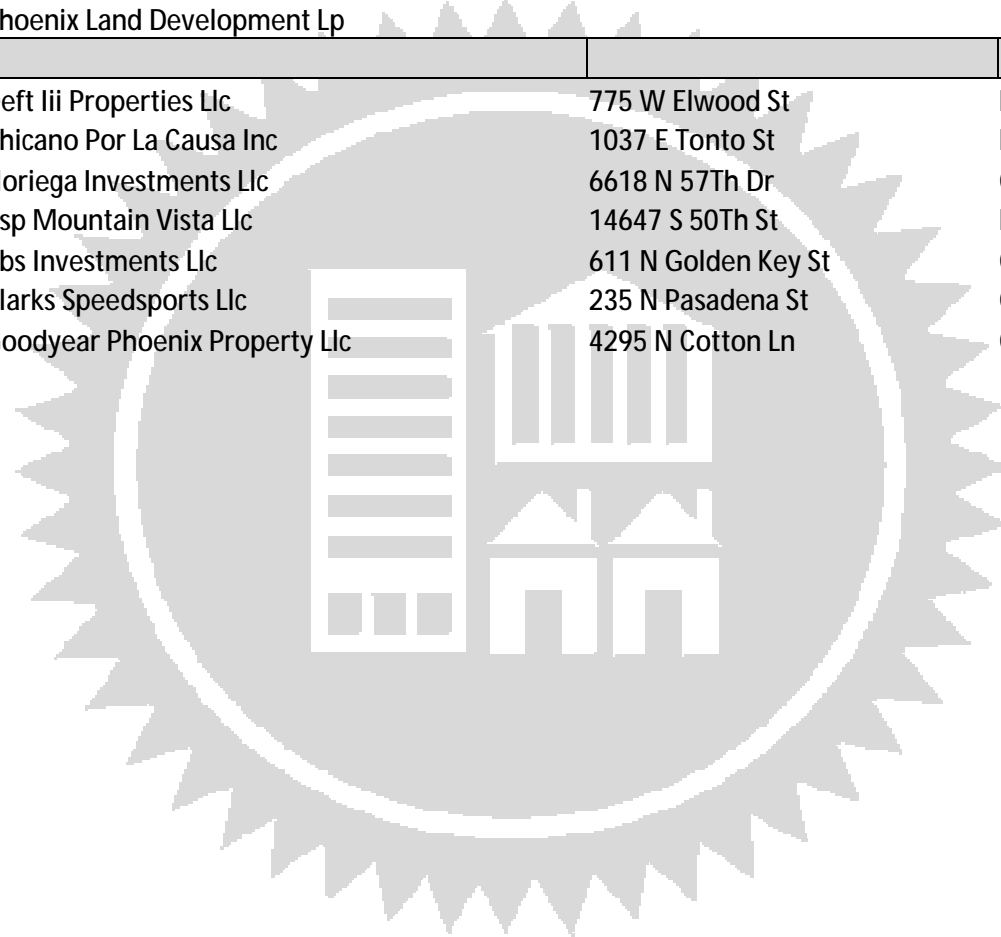 hoenix Land Development Lp
eft Iii Properties Llc 775 W Elwood St
hicano Por La Causa Inc 1037 E Tonto St
loriega Investments Llc 6618 N 57Th Dr
sp Mountain Vista Llc 14647 S 50Th St
bs Investments Llc 611 N Golden Key St
larks Speedsports Llc 235 N Pasadena St
oodyear Phoenix Property Llc 4295 N Cotton Ln